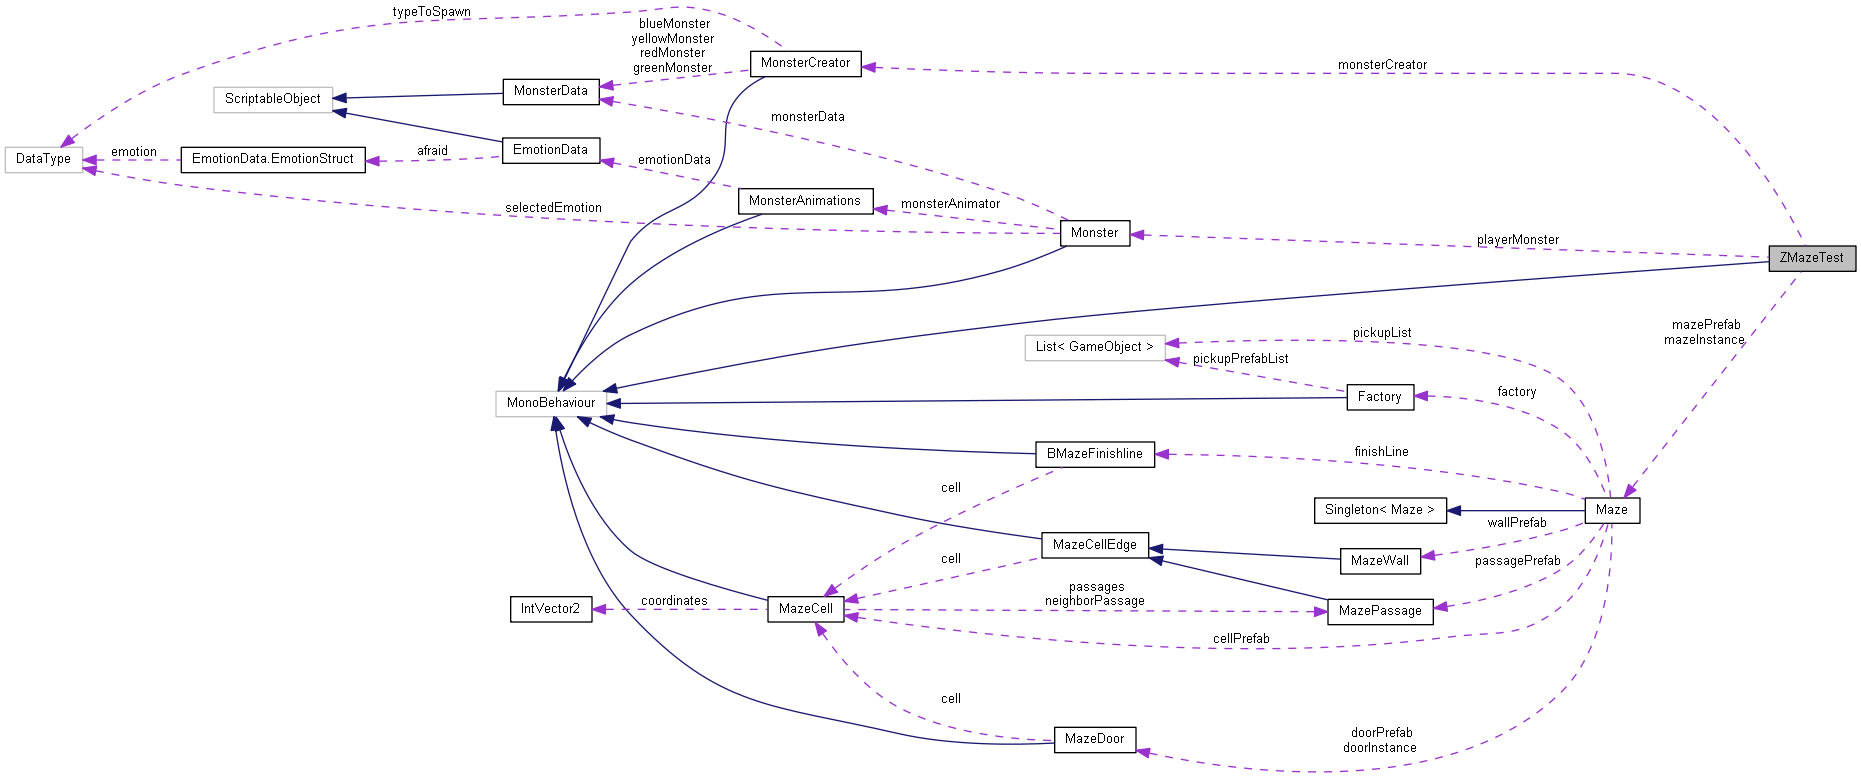 typeToSpawn
blueMonster
yellowMonster
redMonster
greenMonster
MonsterCreator
monsterCreator
ScriptableObject
MonsterData
monsterData
DataType
emotion
EmotionData.EmotionStruct
afraid
EmotionData
emotionData
MonsterAnimations
monsterAnimator
selectedEmotion
Monster
playerMonster
ZMazeTest
mazePrefab
mazeInstance
pickupList
List< GameObject >
pickupPrefabList
MonoBehaviour
Factory
factory
BMazeFinishline
finishLine
cell
Singleton< Maze >
Maze
wallPrefab
MazeCellEdge
cell
MazeWall
passagePrefab
IntVector2
coordinates
MazeCell
passages
neighborPassage
MazePassage
cellPrefab
cell
MazeDoor
doorPrefab
doorInstance